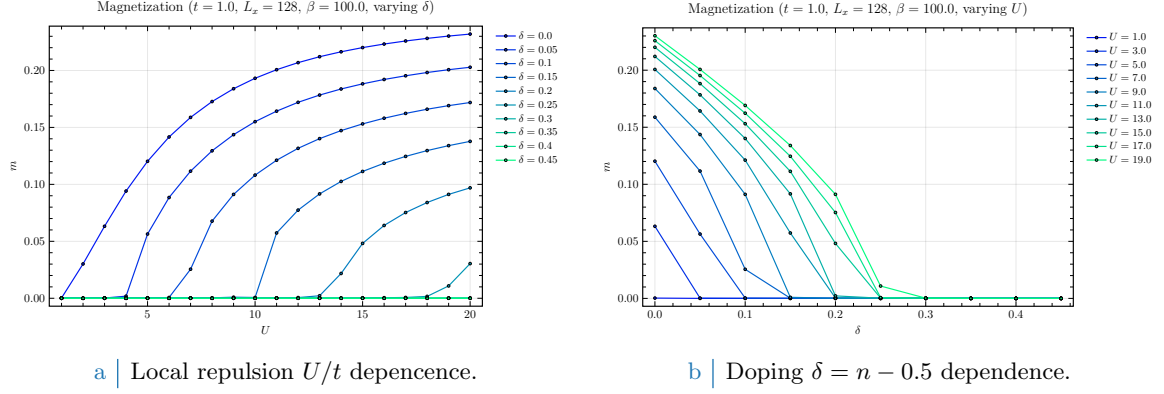 Magnetization (t = 1.0, L_x = 128, β = 100.0, varying δ)
0.20
0.15
0.10
0.05
0.00
m
5
10
15
20
U
δ = 0.0
δ = 0.05
δ = 0.1
δ = 0.15
δ = 0.2
δ = 0.25
δ = 0.3
δ = 0.35
δ = 0.4
δ = 0.45
a | Local repulsion U/t depencence.
Magnetization (t = 1.0, L_x = 128, β = 100.0, varying U)
0.20
0.15
0.10
0.05
0.00
m
0.0
0.1
0.2
0.3
0.4
δ
U = 1.0
U = 3.0
U = 5.0
U = 7.0
U = 9.0
U = 11.0
U = 13.0
U = 15.0
U = 17.0
U = 19.0
b | Doping δ = n − 0.5 dependence.